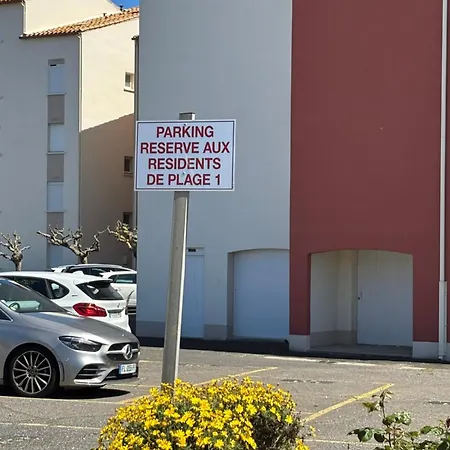 PARKING
RESERVE AUX
RESIDENTS
DE PLAGE 1